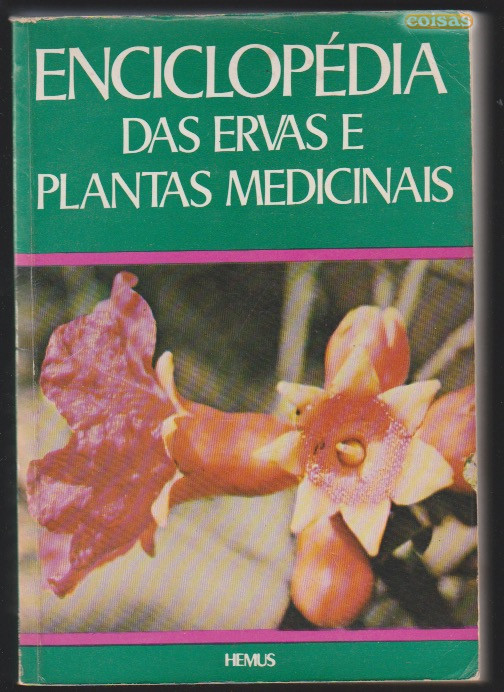 coisas
ENCICLOPÉDIA
DAS ERVAS E
PLANTAS MEDICINAIS
HEMUS